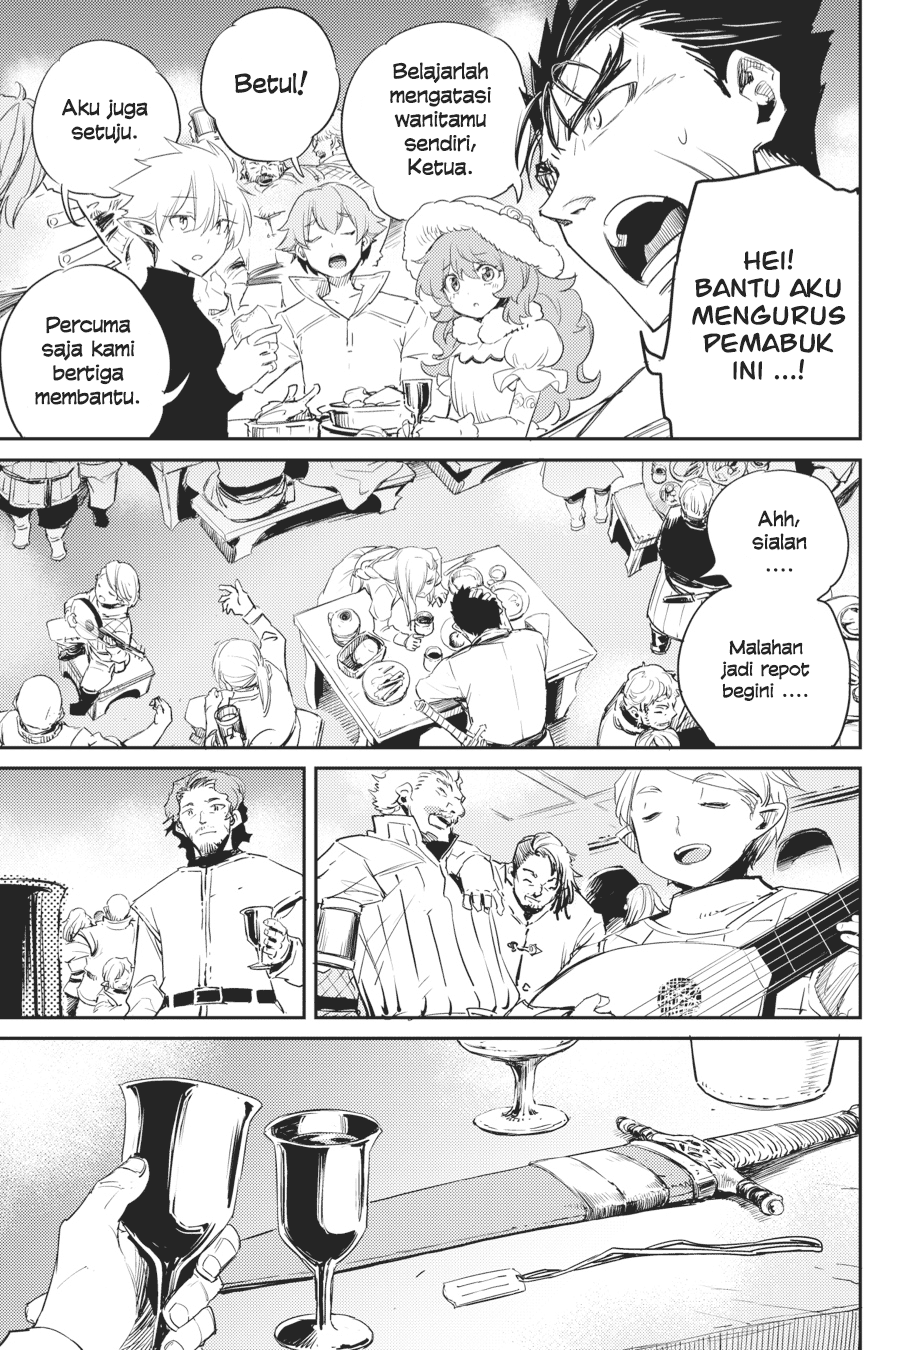 HEI!
BANTU AKU
MENGURUS
PEMABUK
INI ...!
Belajarlah
mengatasi
wanitamu
sendiri,
Ketua.
Betul!
Aku juga
setuju.
Percuma
saja kami
bertiga
membantu.
Ahh,
sialan
....
Malahan
jadi repot
begini ....